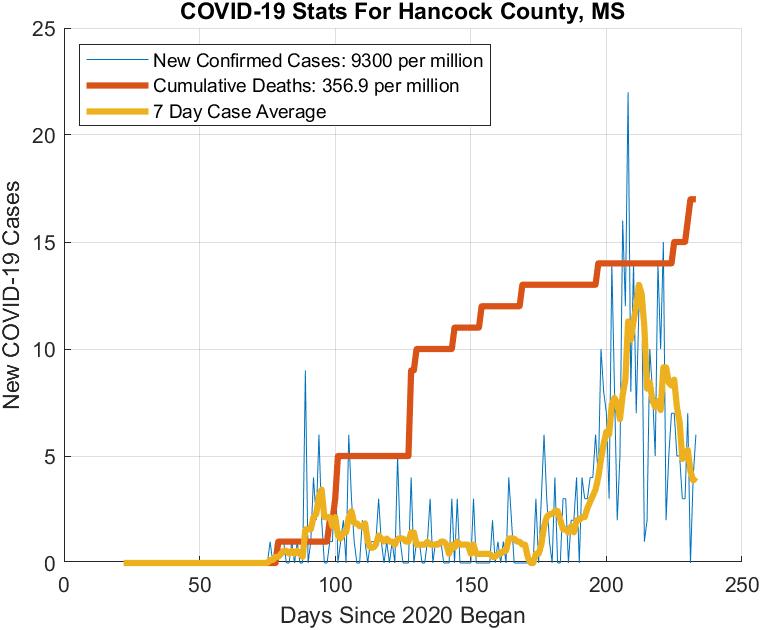 COVID-19 Stats For Hancock County, MS
New Confirmed Cases: 9300 per million
Cumulative Deaths: 356.9 per million
7 Day Case Average
New COVID-19 Cases
25
20
15
10
5
0
0 50 100 150 200 250
Days Since 2020 Began